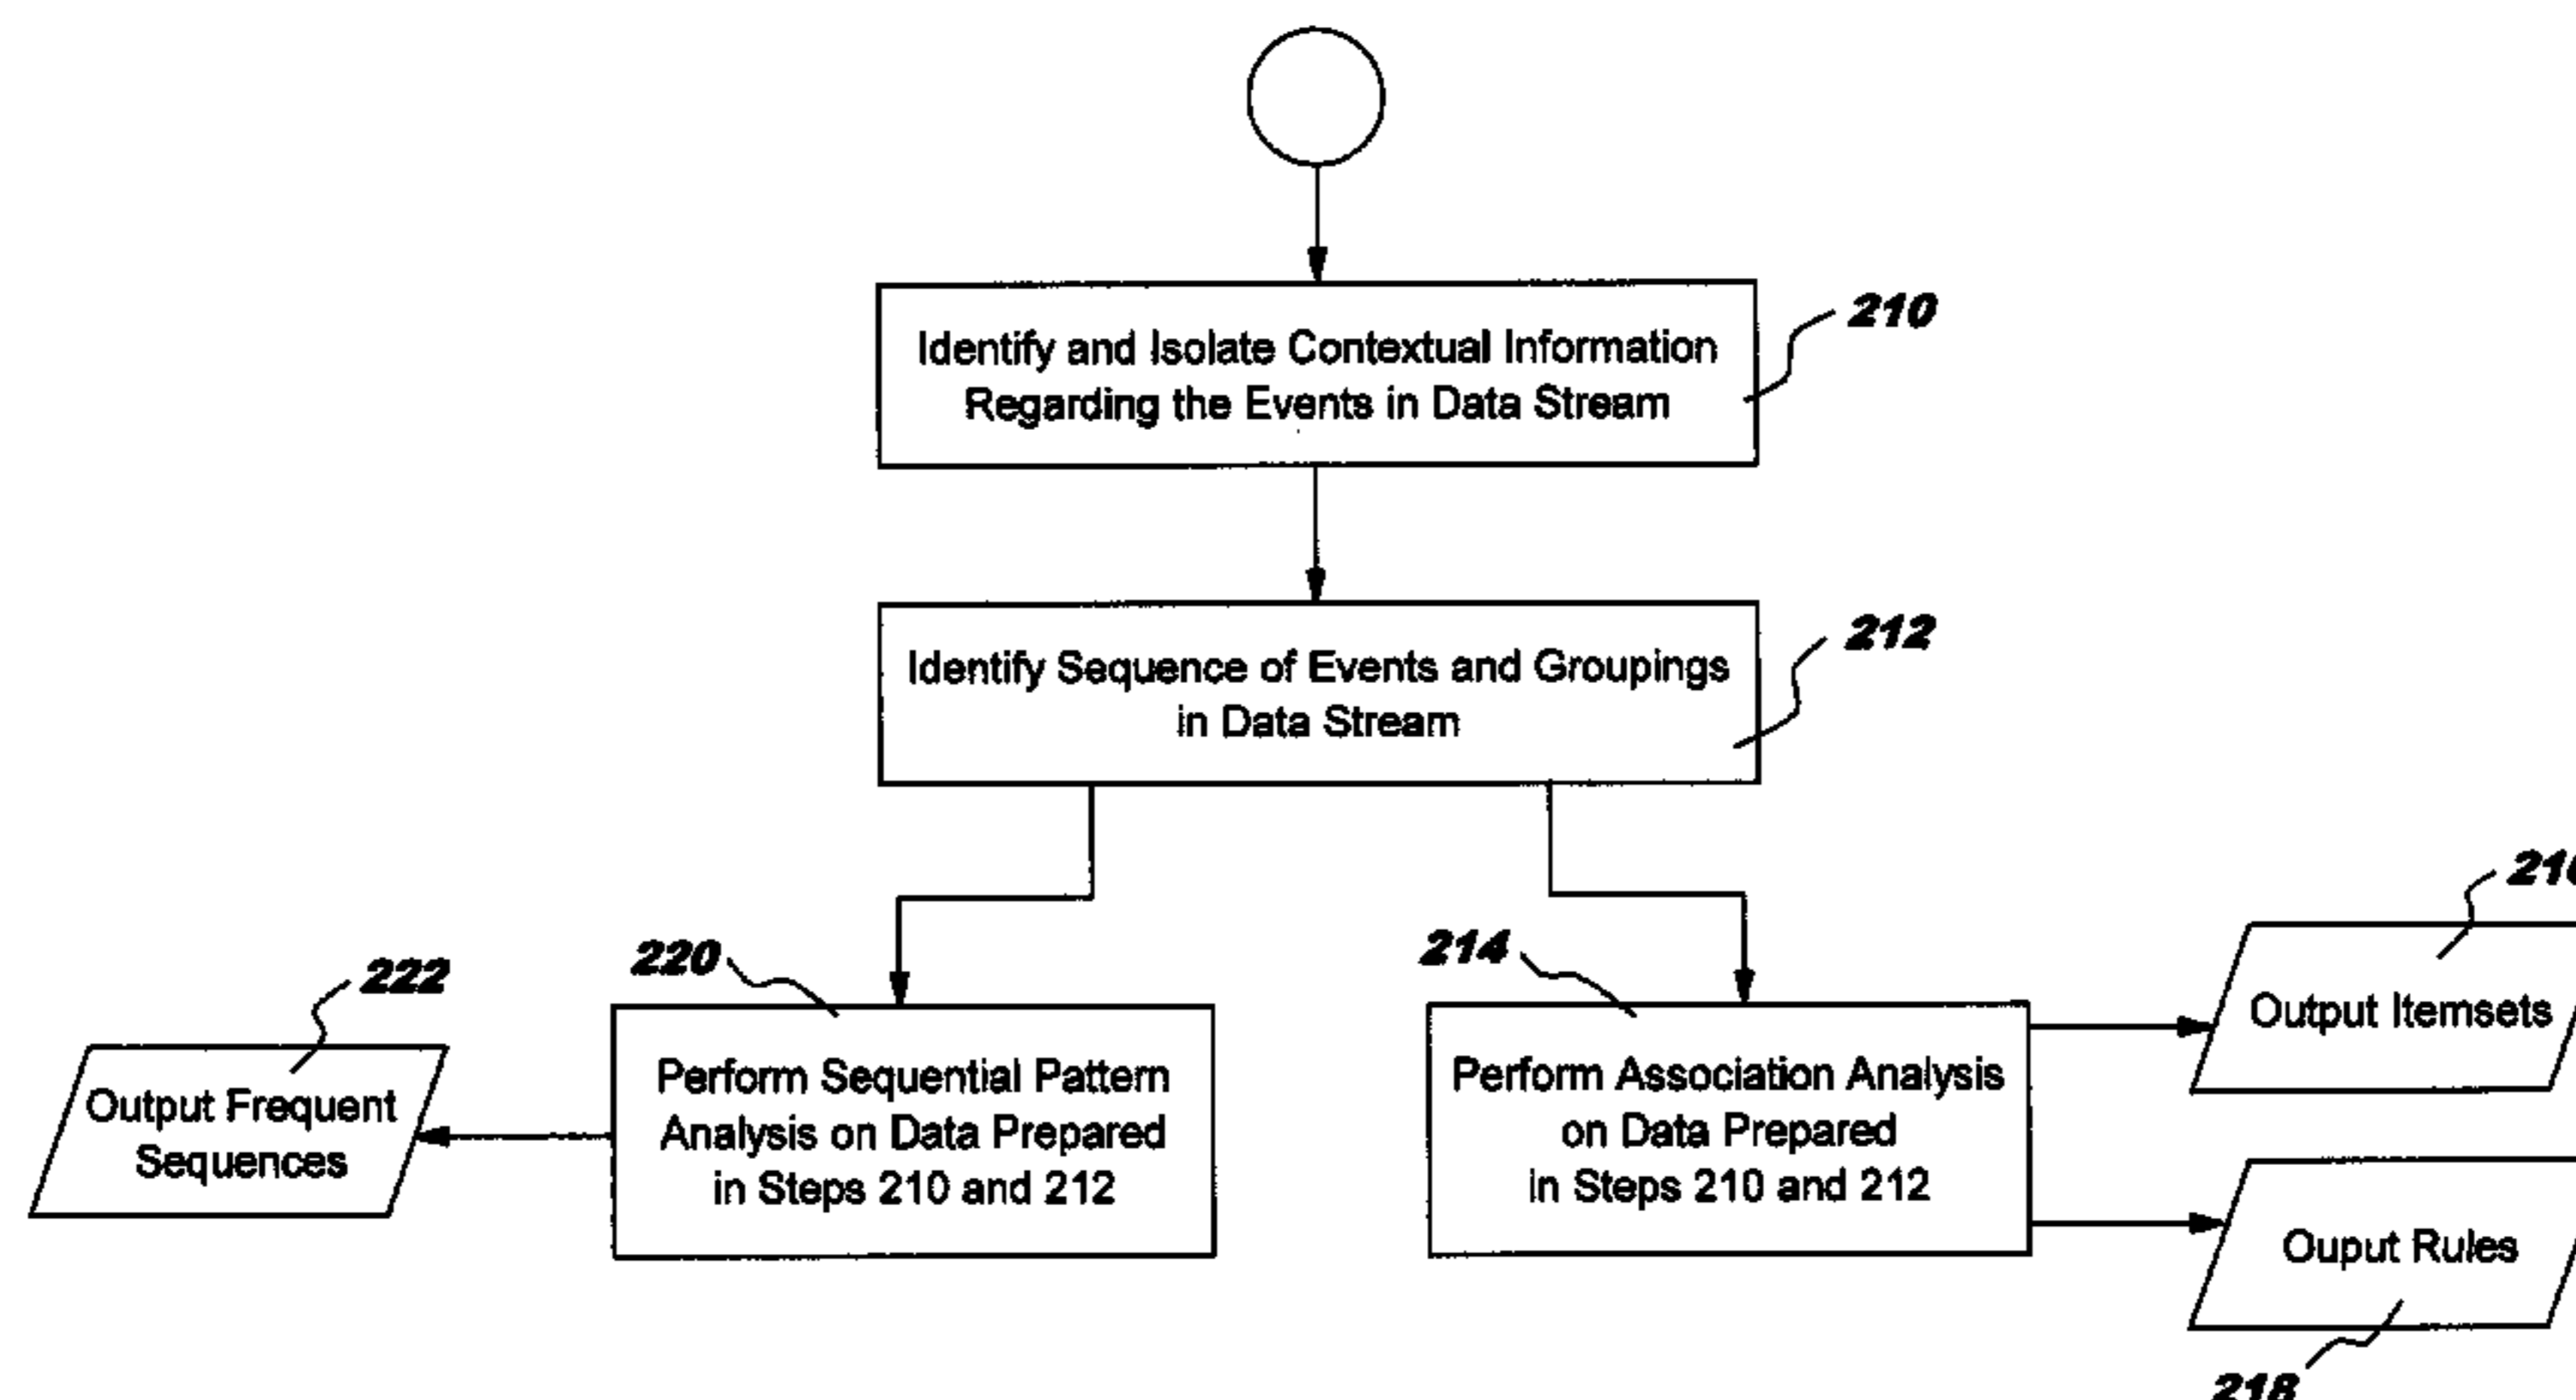 210
Identify and Isolate Contextual Information
Regarding the Events in Data Stream
212
Identify Sequence of Events and Groupings
in Data Stream
222
Output Frequent
Sequences
220
Perform Sequential Pattern
Analysis on Data Prepared
in Steps 210 and 212
214
Perform Association Analysis
on Data Prepared
in Steps 210 and 212
Output Itemsets
Ouput Rules
218